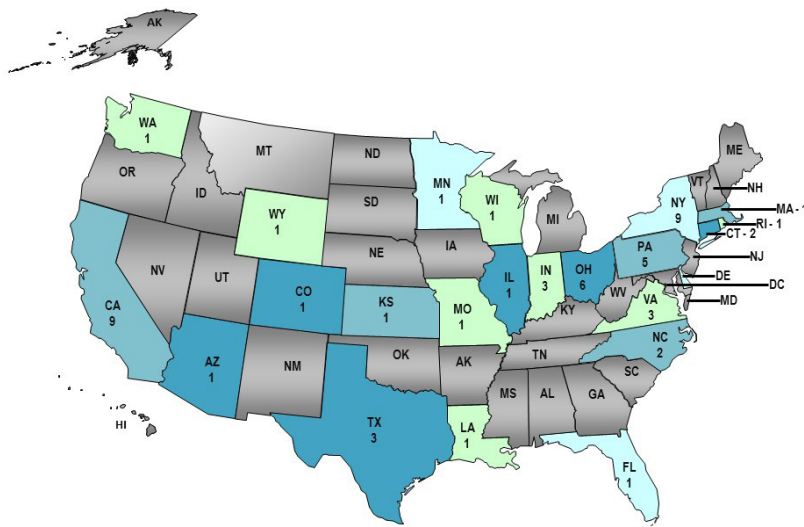 AK
WA
1
MT
ND
ME
OR
MN
1
VT
ID
WI
1
NH
SD
NY
9
MA - 1
WY
1
MI
RI - 1
CT - 2
IA
PA
5
NE
NJ
NV
IL
1
IN
3
OH
6
DE
UT
DC
CO
1
CA
9
WV
MD
KS
1
MO
1
VA
3
KY
NC
2
AZ
1
NM
OK
TN
AK
SC
MS
AL
GA
TX
3
LA
1
HI
FL
1